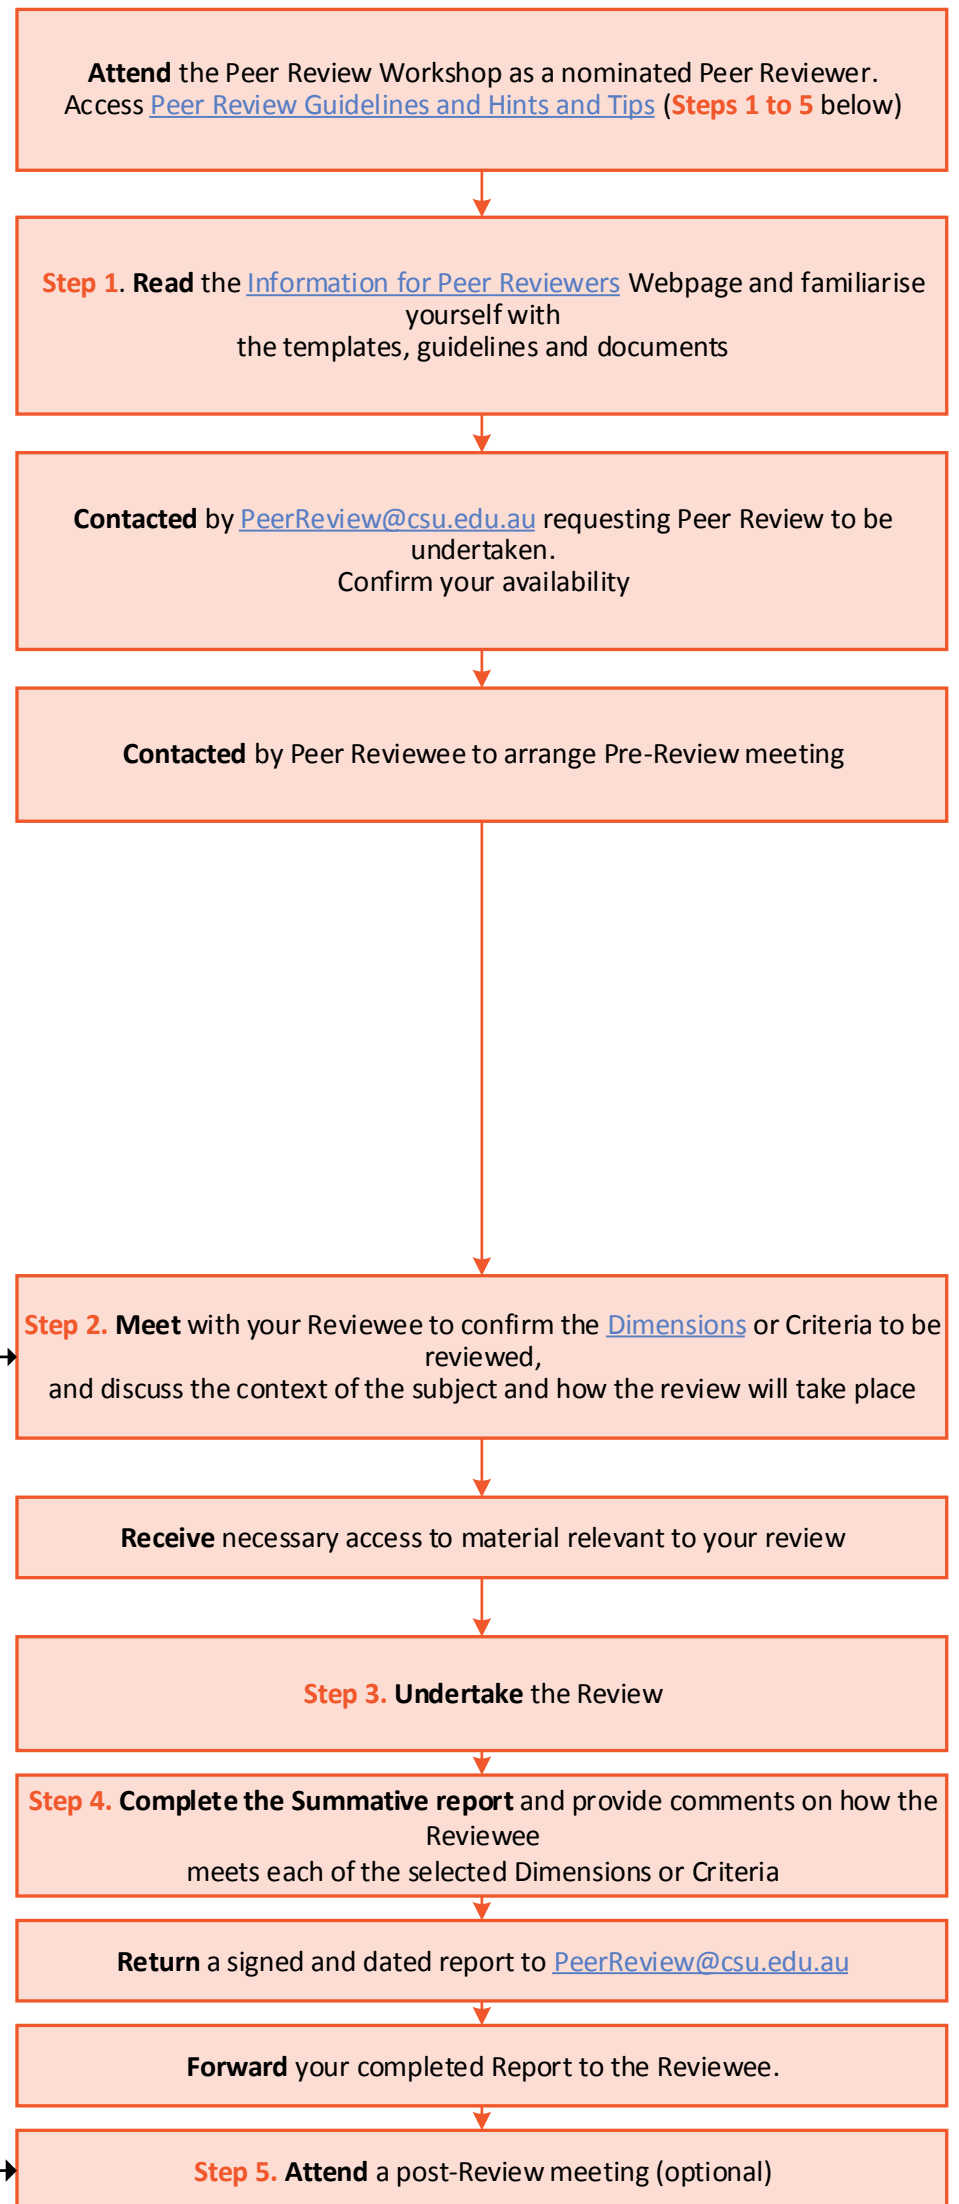 Attend the Peer Review Workshop as a nominated Peer Reviewer.
Access Peer Review Guidelines and Hints and Tips (Steps 1 to 5 below)
Step 1. Read the Information for Peer Reviewers Webpage and familiarise
yourself with
the templates, guidelines and documents
Contacted by PeerReview@csu.edu.au requesting Peer Review to be
undertaken.
Confirm your availability
Contacted by Peer Reviewee to arrange Pre-Review meeting
Step 2. Meet with your Reviewee to confirm the Dimensions or Criteria to be
reviewed,
and discuss the context of the subject and how the review will take place
Receive necessary access to material relevant to your review
Step 3. Undertake the Review
Step 4. Complete the Summative report and provide comments on how the
Reviewee
meets each of the selected Dimensions or Criteria
Return a signed and dated report to PeerReview@csu.edu.au
Forward your completed Report to the Reviewee.
Step 5. Attend a post-Review meeting (optional)